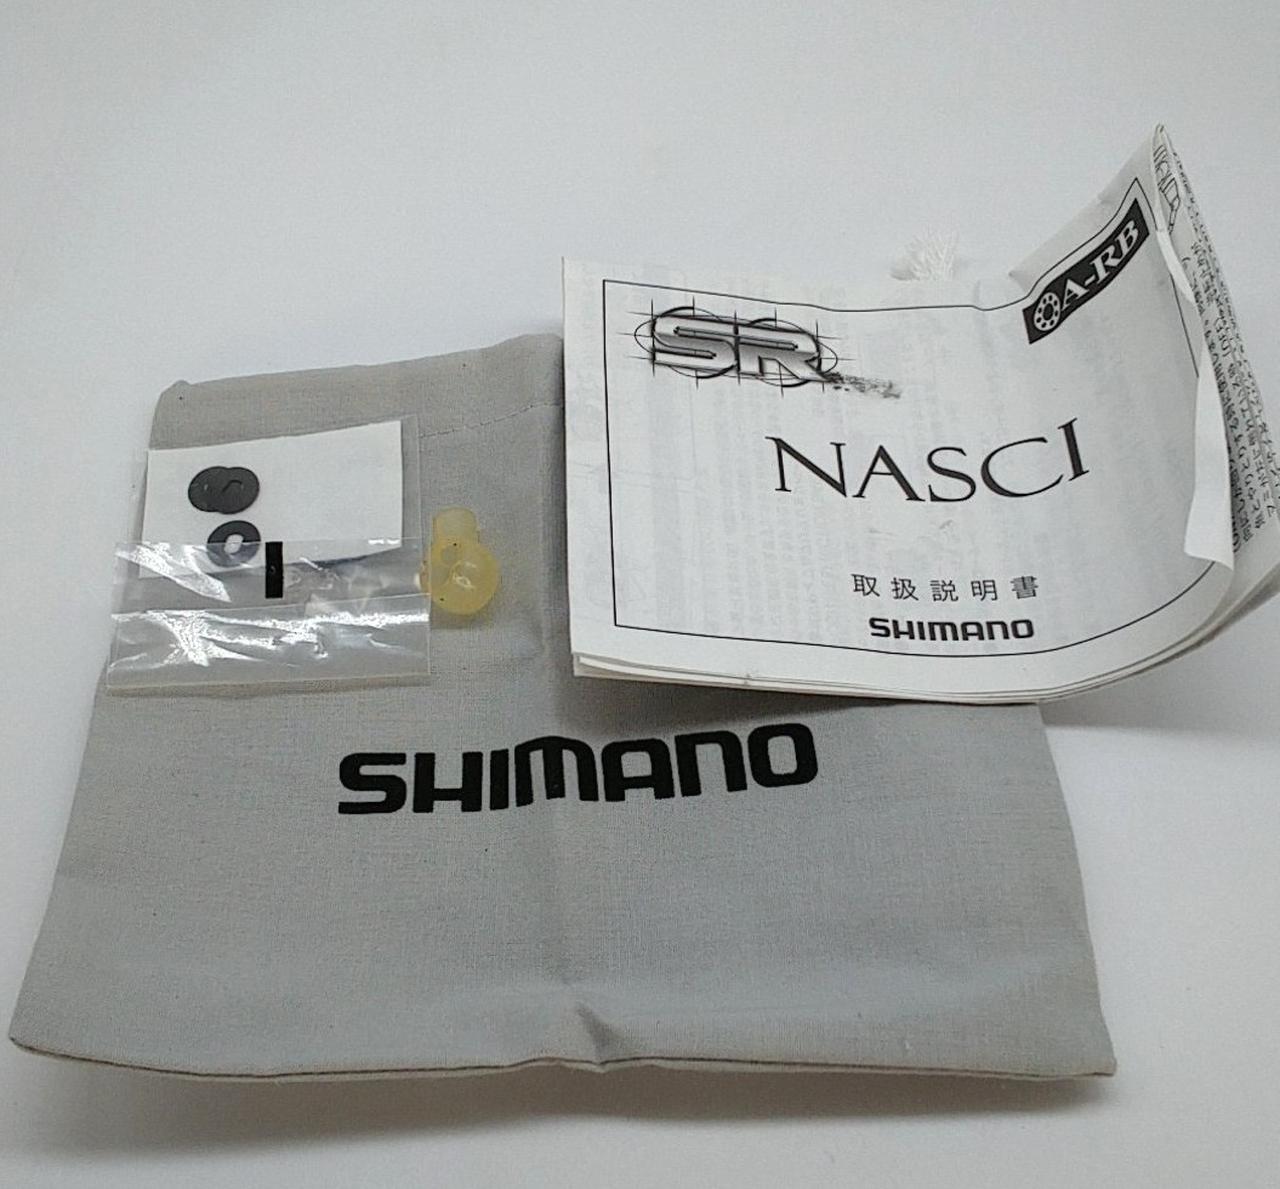 SR
A-RB
NASCI
取扱説明書
SHIMANO
SHIMANO